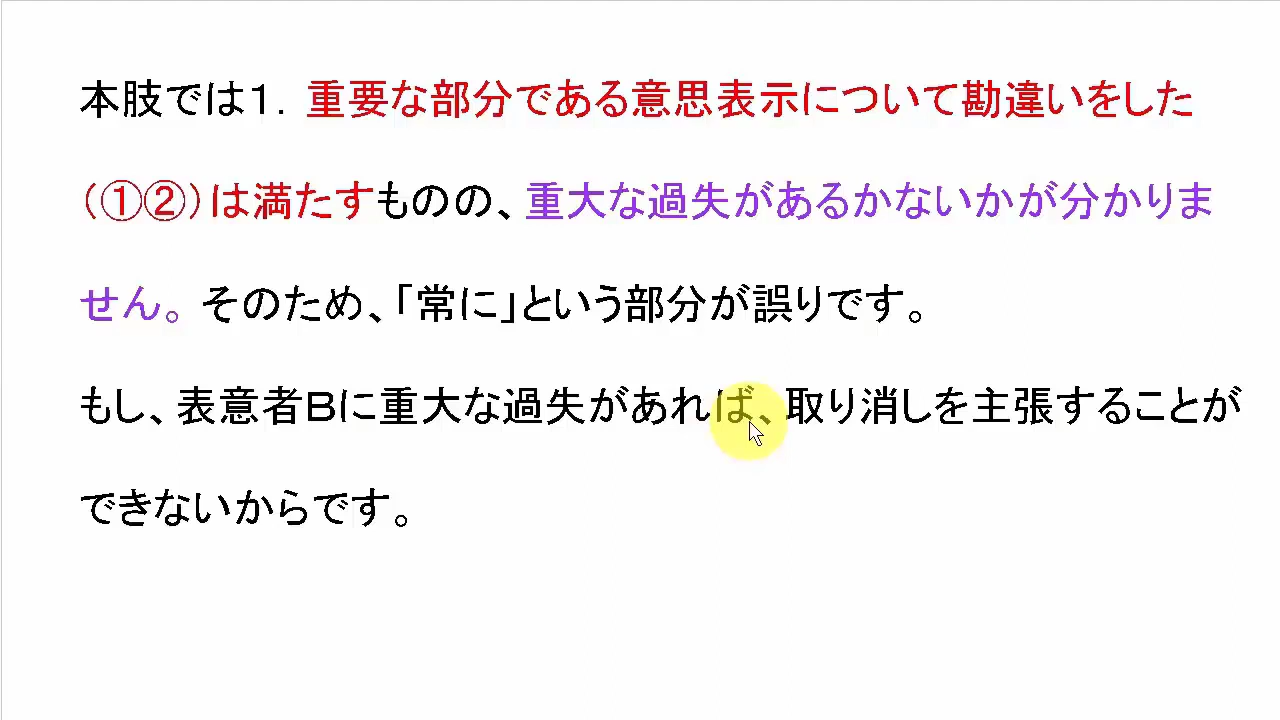 本肢では１．重要な部分である意思表示について勘違いをした
（①②）は満たすものの、重大な過失があるかないかが分かりま
せん。そのため、「常に」という部分が誤りです。
もし、表意者Ｂに重大な過失があれば、取り消しを主張することが
できないからです。